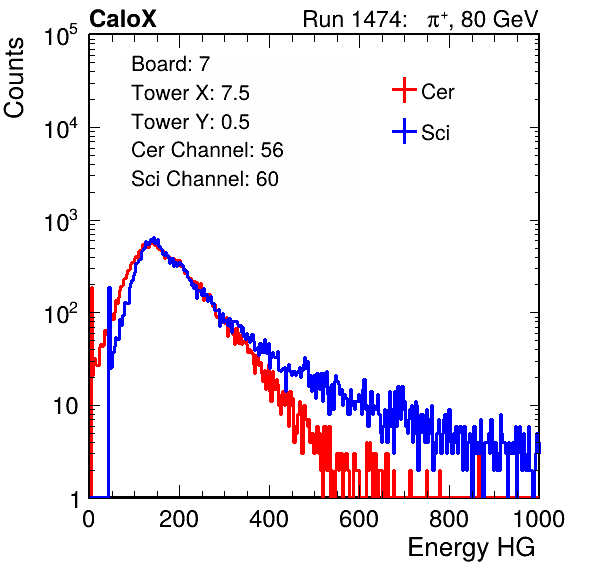 CaloX Run 1474: π⁺, 80 GeV
Counts
10⁵
10⁴
10³
10²
10
1
Board: 7
Tower X: 7.5
Tower Y: 0.5
Cer Channel: 56
Sci Channel: 60
Cer
Sci
0 200 400 600 800 1000
Energy HG